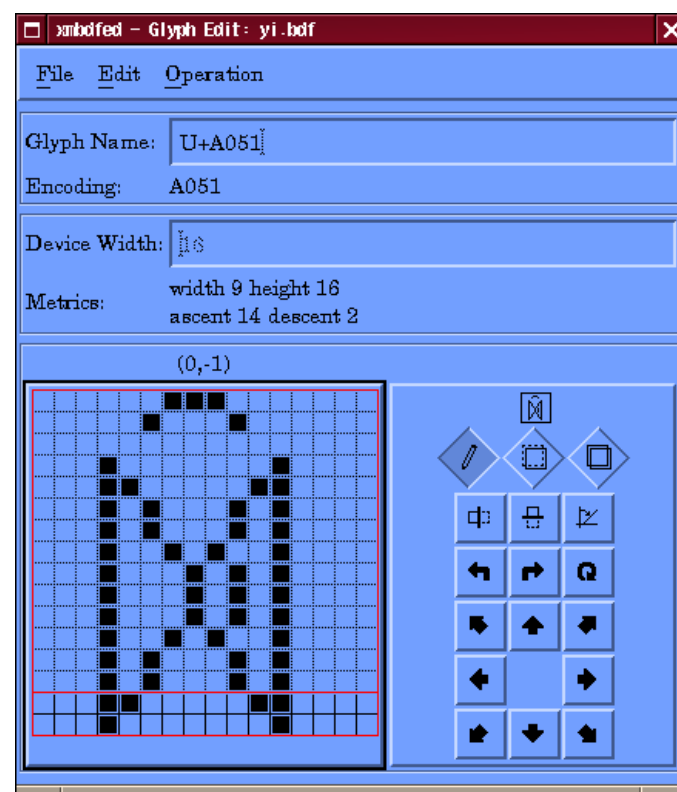 xmbdfed - Glyph Edit: yi.bdf
File Edit Operation
Glyph Name: U+A051
Encoding: A051
Device Width: 16
Metrics: width 9 height 16
ascent 14 descent 2
(0,-1)